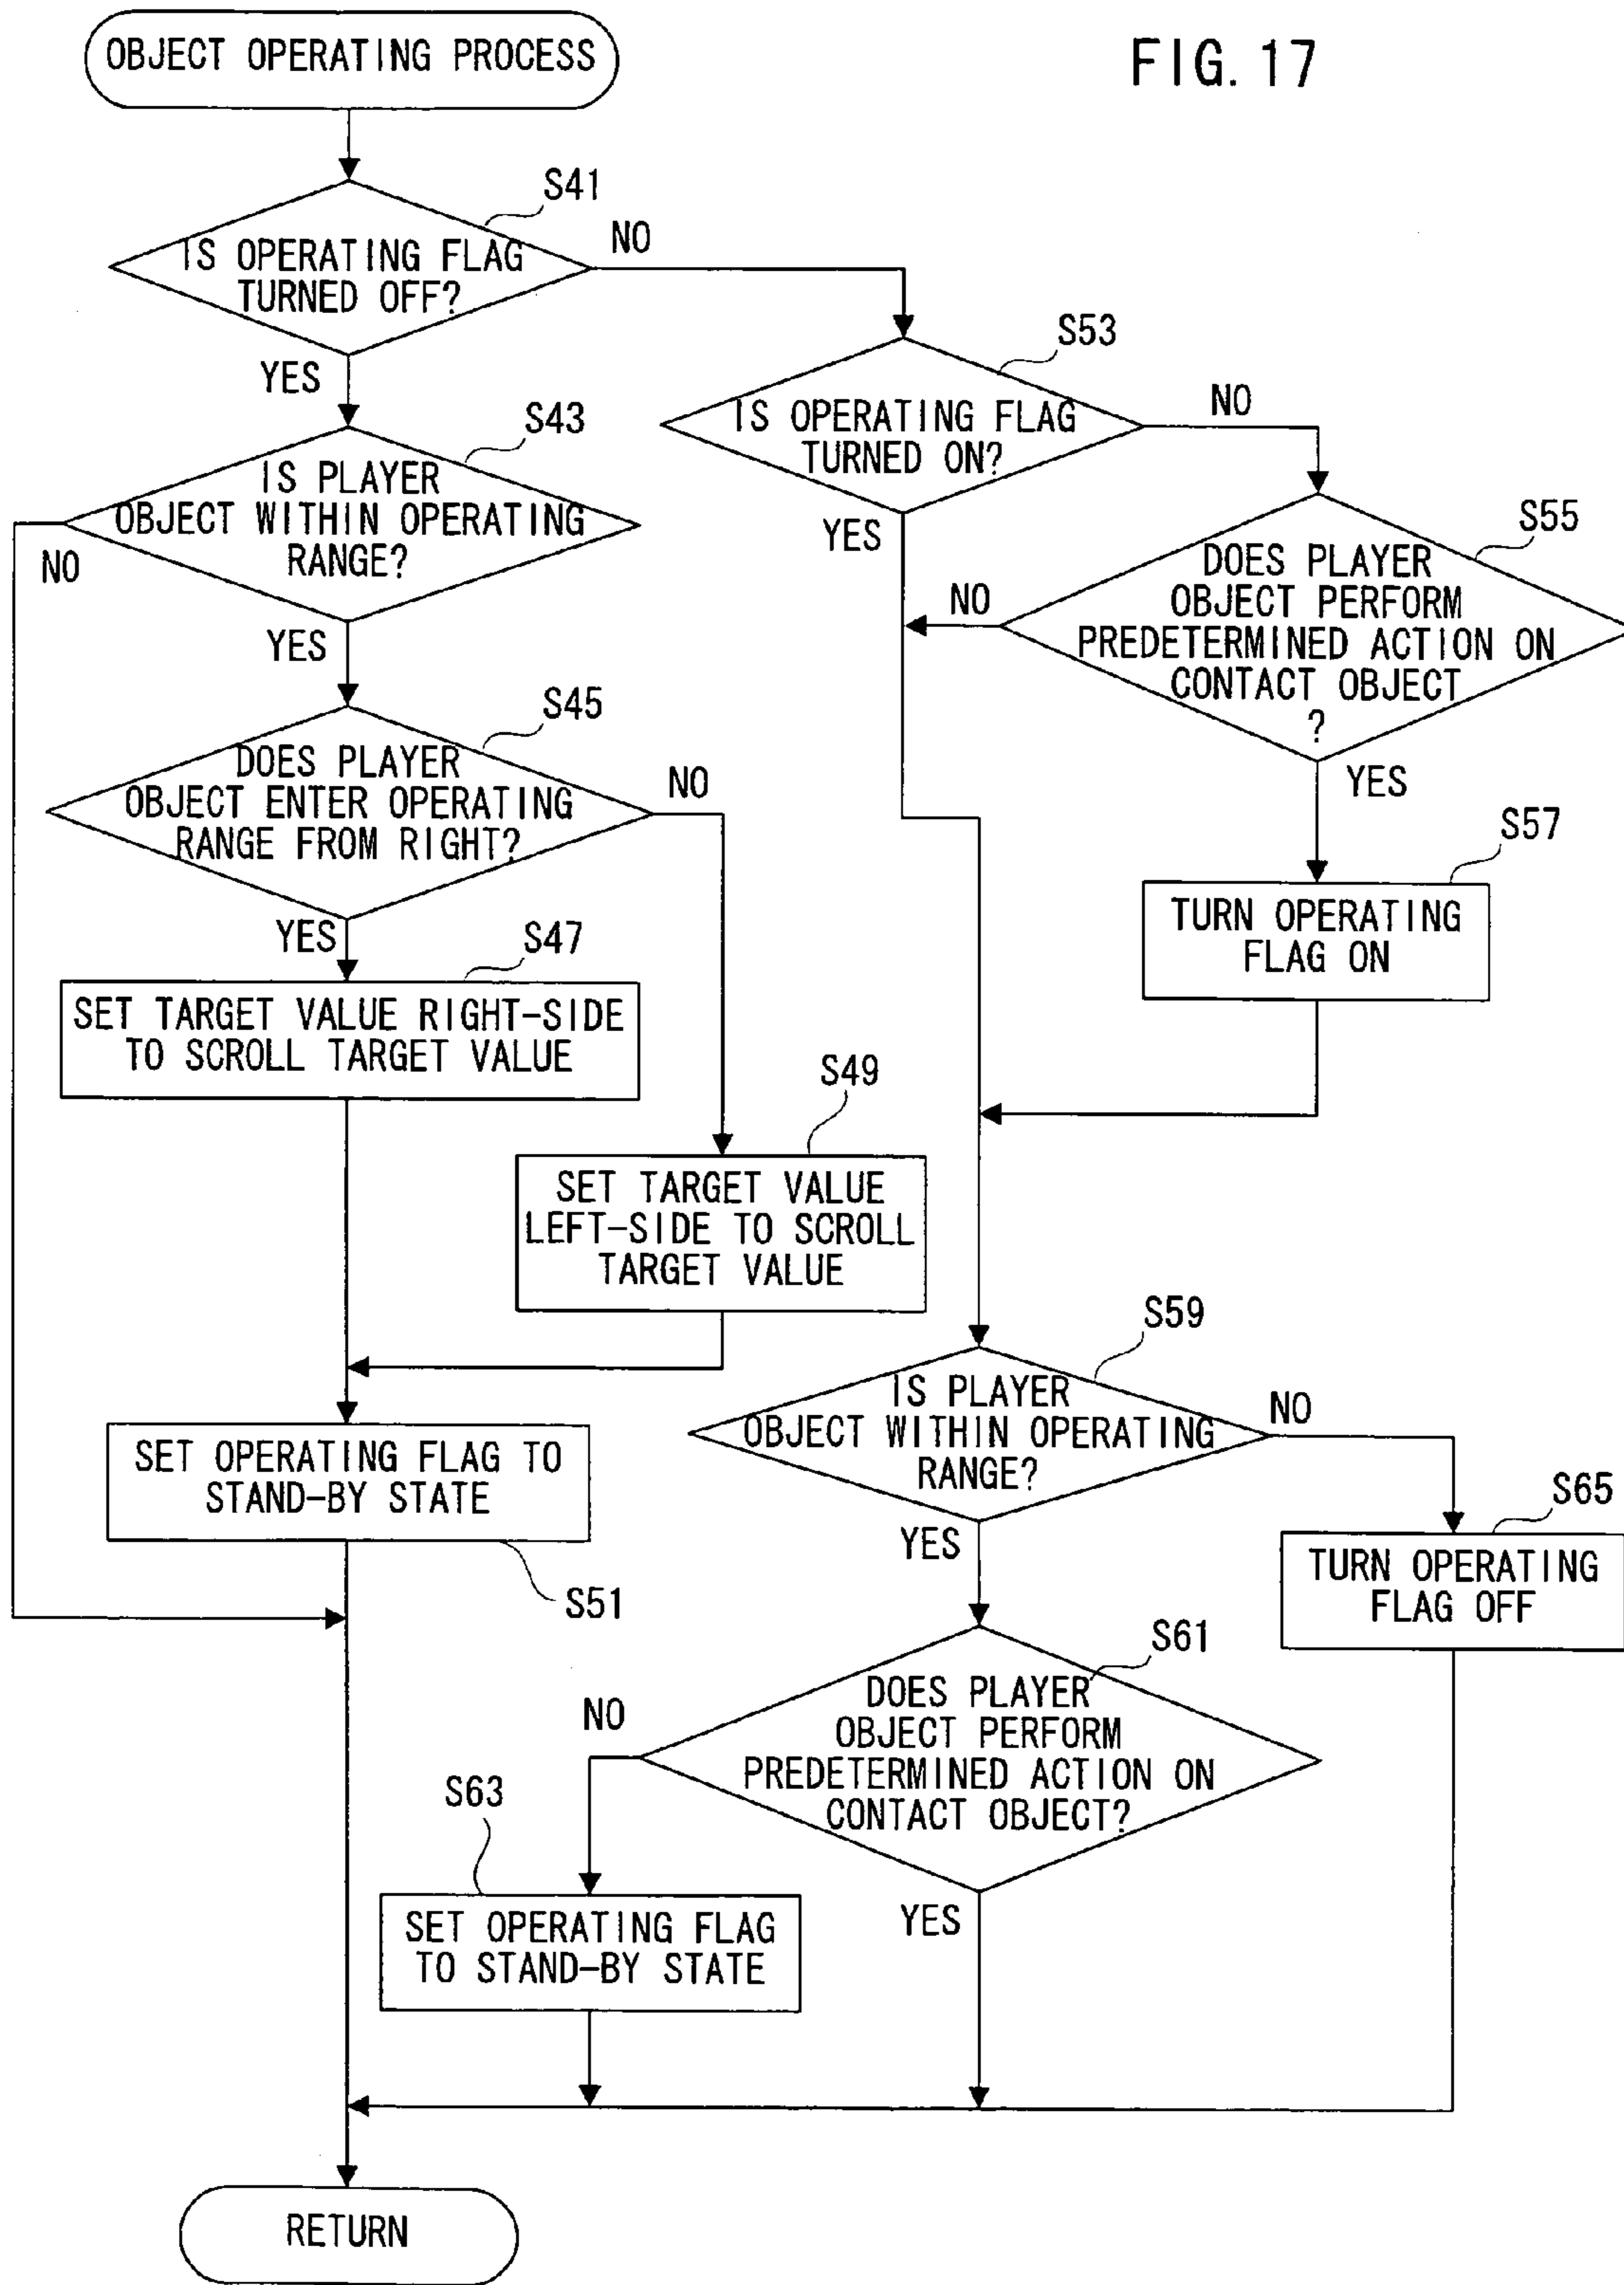 FIG. 17
OBJECT OPERATING PROCESS
S41
IS OPERATING FLAG
TURNED OFF?
NO
YES
S43
IS PLAYER
OBJECT WITHIN OPERATING
RANGE?
NO
YES
S45
DOES PLAYER
OBJECT ENTER OPERATING
RANGE FROM RIGHT?
NO
YES
S47
SET TARGET VALUE RIGHT-SIDE
TO SCROLL TARGET VALUE
S49
SET TARGET VALUE
LEFT-SIDE TO SCROLL
TARGET VALUE
SET OPERATING FLAG TO
STAND-BY STATE
S51
S53
IS OPERATING FLAG
TURNED ON?
NO
YES
S55
DOES PLAYER
OBJECT PERFORM
PREDETERMINED ACTION ON
CONTACT OBJECT
?
NO
YES
S57
TURN OPERATING
FLAG ON
S59
IS PLAYER
OBJECT WITHIN OPERATING
RANGE?
NO
YES
S65
TURN OPERATING
FLAG OFF
S61
DOES PLAYER
OBJECT PERFORM
PREDETERMINED ACTION ON
CONTACT OBJECT?
NO
YES
S63
SET OPERATING FLAG
TO STAND-BY STATE
RETURN